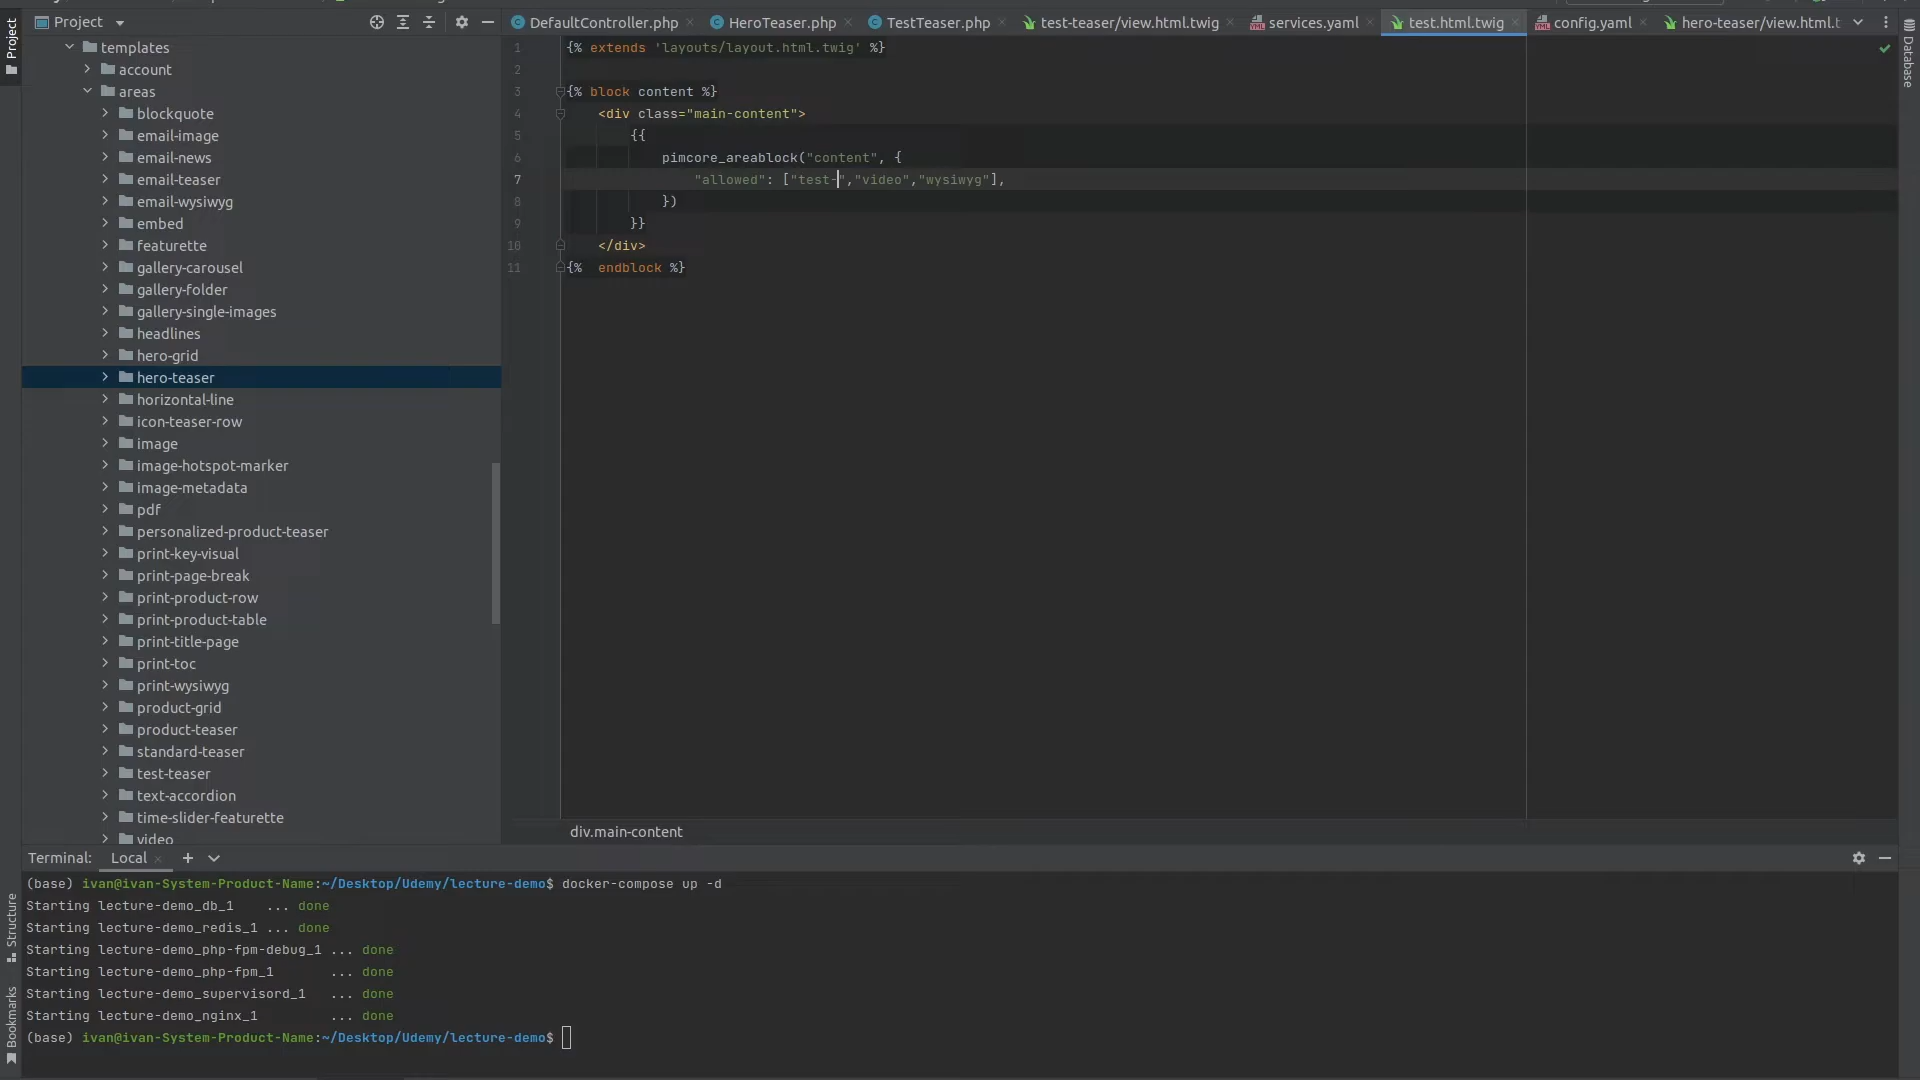 Project
DefaultController.php
HeroTeaser.php
TestTeaser.php
test-teaser/view.html.twig
services.yaml
test.html.twig
config.yaml
hero-teaser/view.html.t
Project
Database
templates
account
areas
blockquote
email-image
email-news
email-teaser
email-wysiwyg
embed
featurette
gallery-carousel
gallery-folder
gallery-single-images
headlines
hero-grid
hero-teaser
horizontal-line
icon-teaser-row
image
image-hotspot-marker
image-metadata
pdf
personalized-product-teaser
print-key-visual
print-page-break
print-product-row
print-product-table
print-title-page
print-toc
print-wysiwyg
product-grid
product-teaser
standard-teaser
test-teaser
text-accordion
time-slider-featurette
video
1 {% extends 'layouts/layout.html.twig' %}
2
3 {% block content %}
4 <div class="main-content">
5 {{
6 pimcore_areablock("content", {
7 "allowed": ["test-","video","wysiwyg"],
8 })
9 }}
10 </div>
11 {%  endblock %}
div.main-content
Terminal: Local
(base) ivan@ivan-System-Product-Name:~/Desktop/Udemy/lecture-demo$ docker-compose up -d
Starting lecture-demo_db_1    ... done
Starting lecture-demo_redis_1 ... done
Starting lecture-demo_php-fpm-debug_1 ... done
Starting lecture-demo_php-fpm_1       ... done
Starting lecture-demo_supervisord_1   ... done
Starting lecture-demo_nginx_1         ... done
(base) ivan@ivan-System-Product-Name:~/Desktop/Udemy/lecture-demo$
Structure
Bookmarks